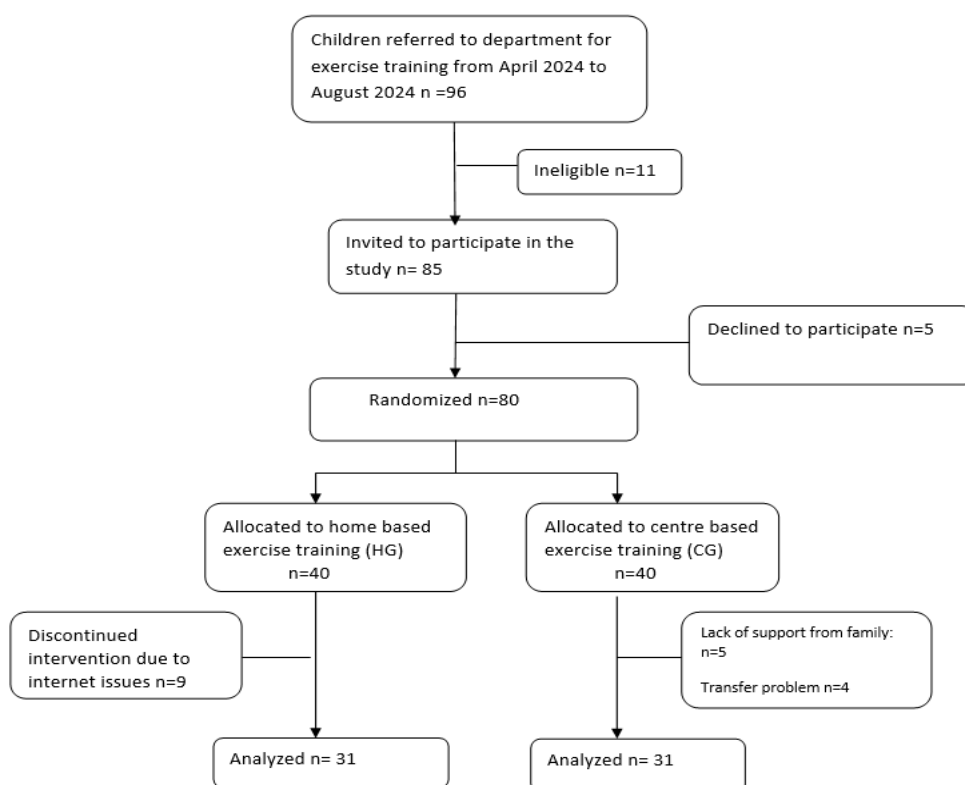 Children referred to department for
exercise training from April 2024 to
August 2024 n =96
Ineligible n=11
Invited to participate in the
study n= 85
Declined to participate n=5
Randomized n=80
Allocated to home based
exercise training (HG)
n=40
Allocated to centre based
exercise training (CG)
n=40
Discontinued
intervention due to
internet issues n=9
Lack of support from family:
n=5
Transfer problem n=4
Analyzed n= 31
Analyzed n= 31